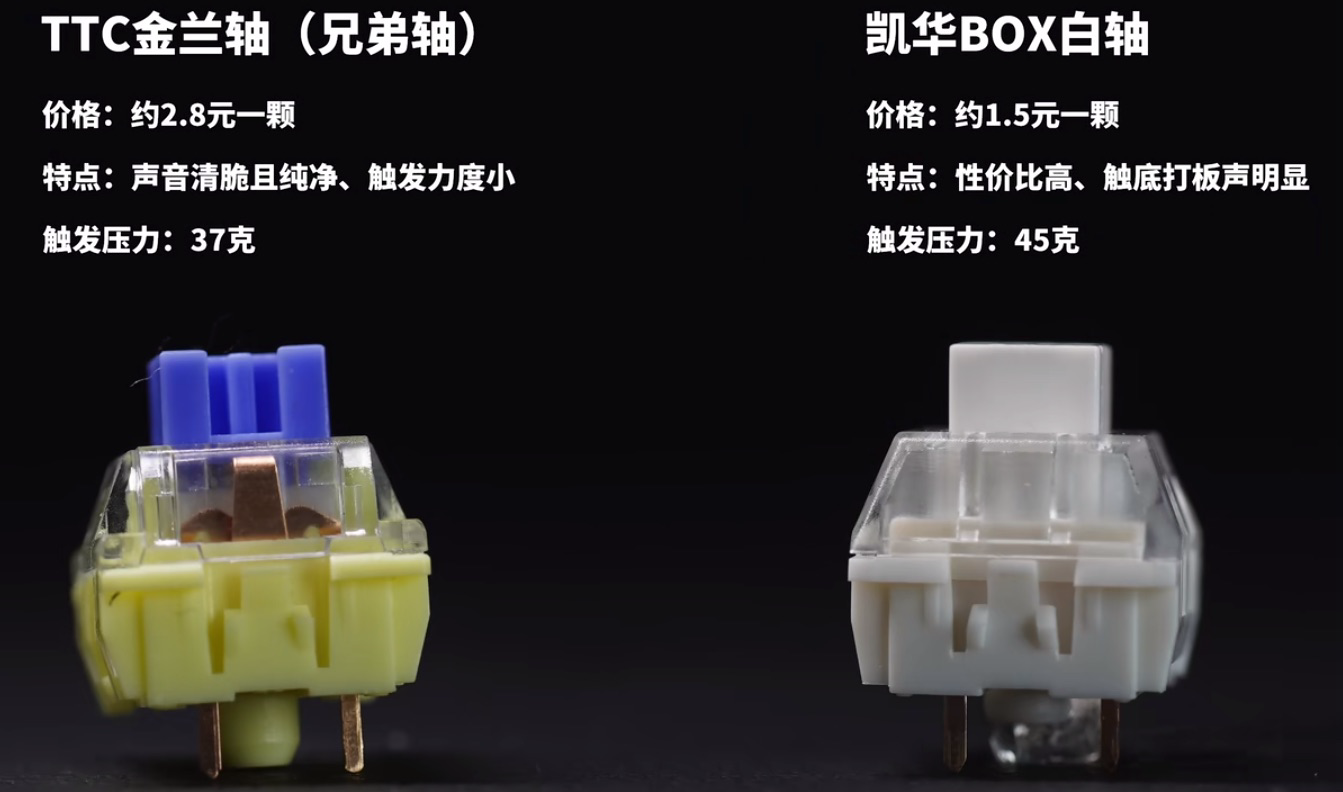 TTC金兰轴（兄弟轴）
价格：约2.8元一颗
特点：声音清脆且纯净、触发力度小
触发压力：37克
凯华BOX白轴
价格：约1.5元一颗
特点：性价比高、触底打板声明显
触发压力：45克